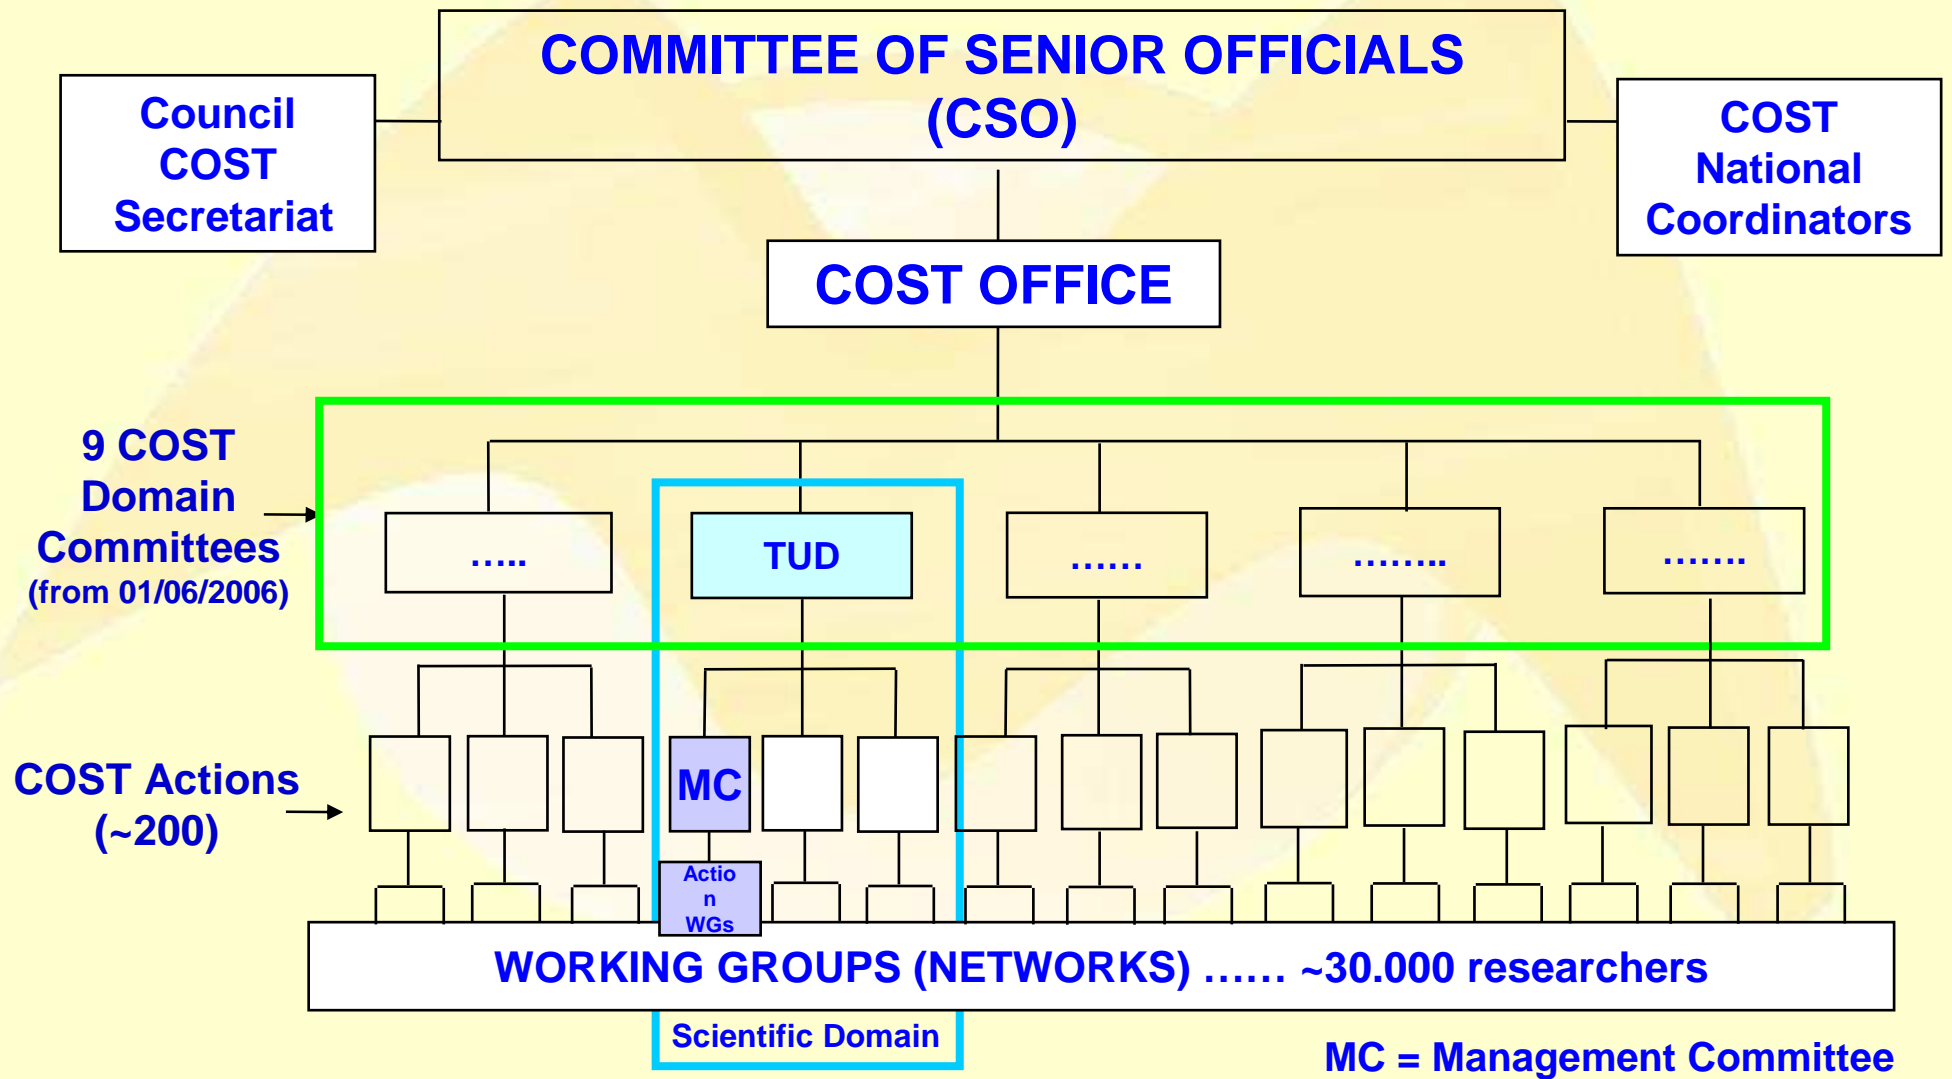 COMMITTEE OF SENIOR OFFICIALS
(CSO)
Council
COST
Secretariat
COST
National
Coordinators
COST OFFICE
9 COST
Domain
Committees
(from 01/06/2006)
…..
TUD
……
……..
…….
COST Actions
(~200)
MC
Actio
n
WGs
WORKING GROUPS (NETWORKS) …… ~30.000 researchers
Scientific Domain
MC = Management Committee